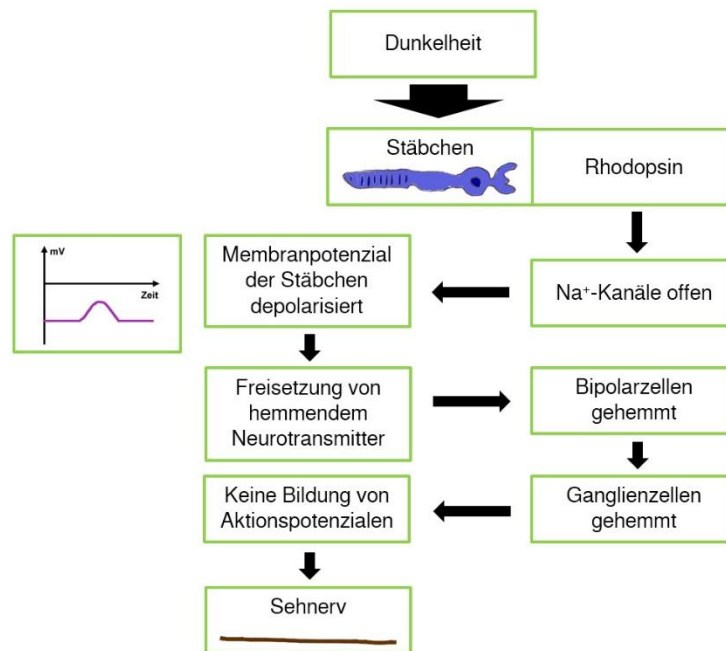 Dunkelheit
Stäbchen
Rhodopsin
mV
Zeit
Membranpotenzial
der Stäbchen
depolarisiert
Na⁺-Kanäle offen
Freisetzung von
hemmendem
Neurotransmitter
Bipolarzellen
gehemmt
Keine Bildung von
Aktionspotenzialen
Ganglienzellen
gehemmt
Sehnerv